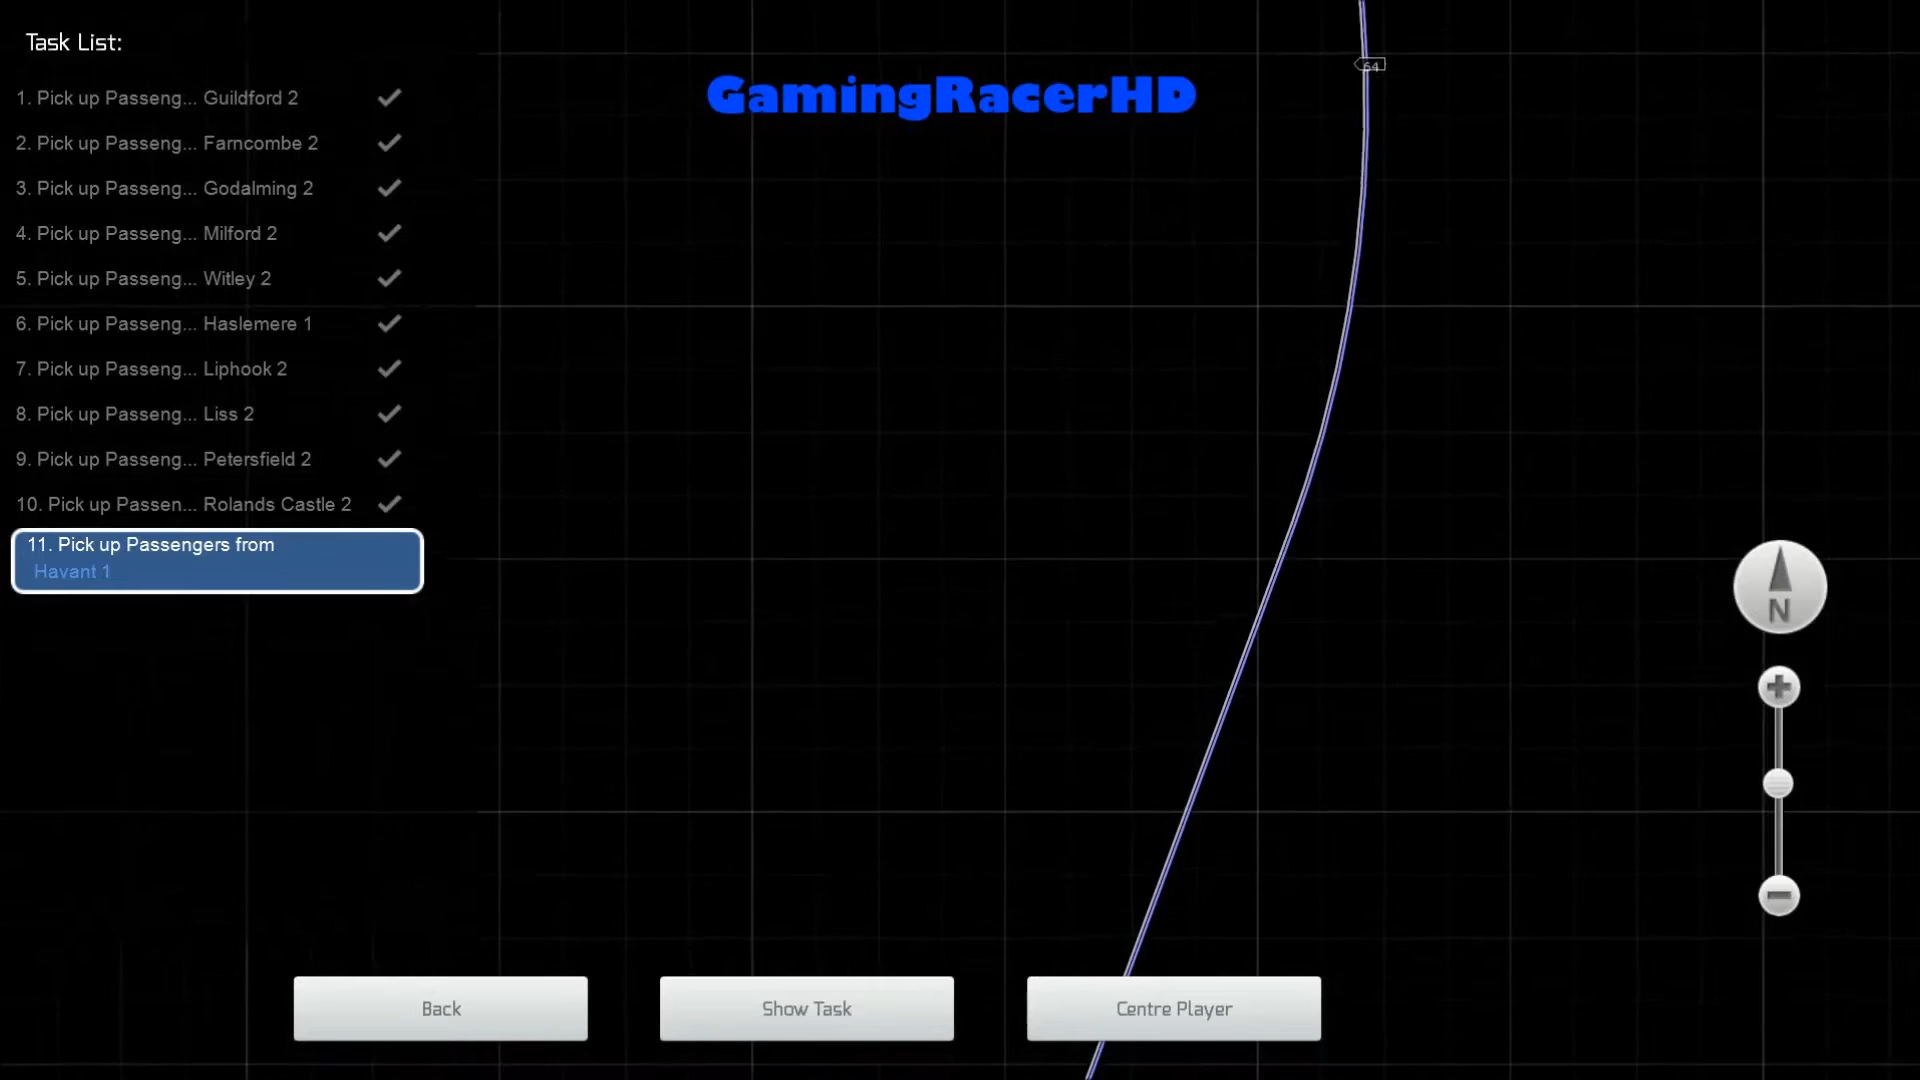 Task List:
GamingRacerHD
64
1. Pick up Passeng... Guildford 2
2. Pick up Passeng... Farncombe 2
3. Pick up Passeng... Godalming 2
4. Pick up Passeng... Milford 2
5. Pick up Passeng... Witley 2
6. Pick up Passeng... Haslemere 1
7. Pick up Passeng... Liphook 2
8. Pick up Passeng... Liss 2
9. Pick up Passeng... Petersfield 2
10. Pick up Passen... Rolands Castle 2
11. Pick up Passengers from
Havant 1
N
Back
Show Task
Centre Player